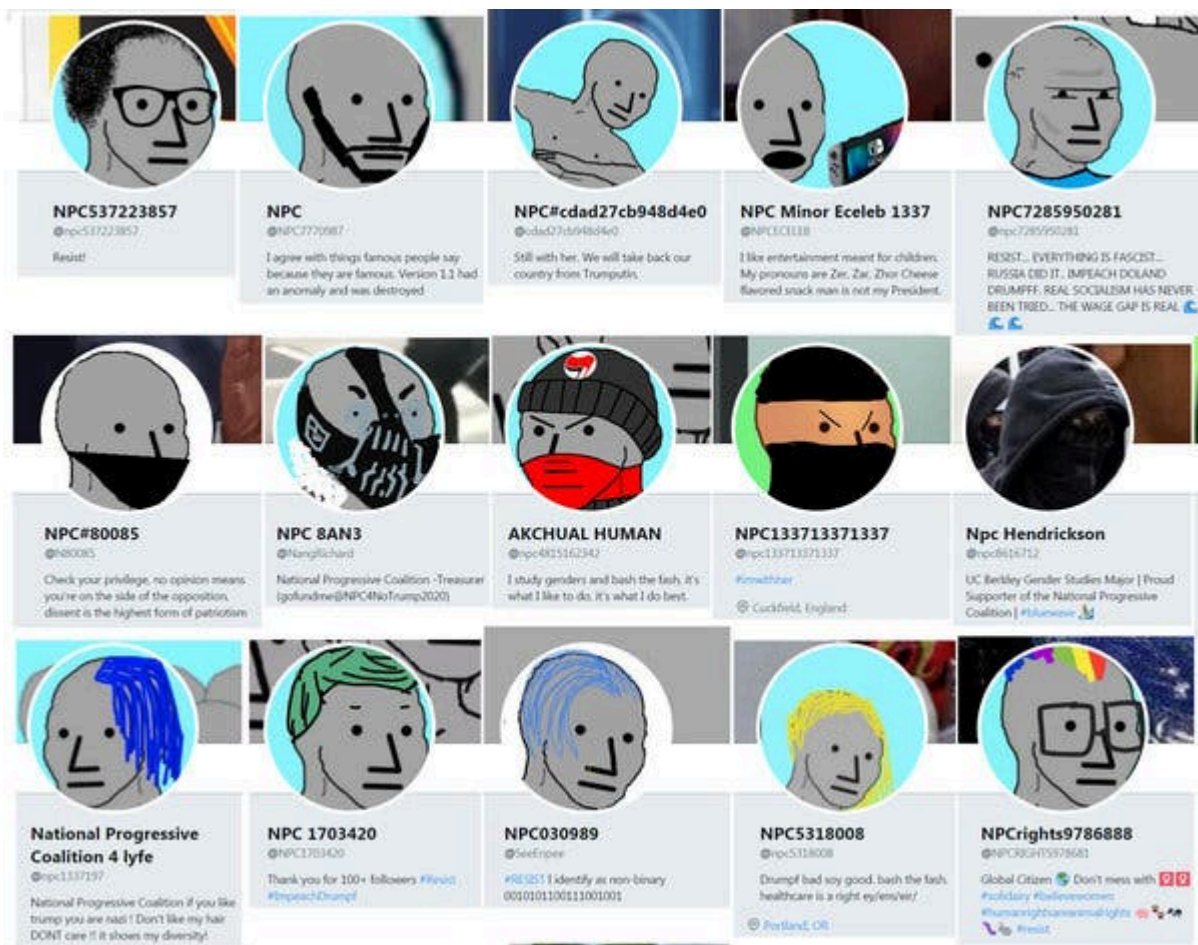 NPC537223857
@npc537223857
Resist!
NPC
@NPC7770987
I agree with things famous people say
because they are famous. Version 1.1 had
an anomaly and was destroyed
NPC#cdad27cb948d4e0
@cdad27cb948d4e0
Still with her. We will take back our
country from Trumputin.
NPC Minor Eceleb 1337
I like entertainment meant for children.
My pronouns are Zer, Zar, Zhor Cheese
flavored snack man is not my President.
NPC7285950281
@npc7285950281
RESIST... EVERYTHING IS FASCIST...
RUSSIA DID IT. IMPEACH DOLAND
DRUMPFF. REAL SOCIALISM HAS NEVER
BEEN TRIED... THE WAGE GAP IS REAL 🌊
🌊 🌊
NPC#80085
@N80085
Check your privilege, no opinion means
you're on the side of the opposition,
dissent is the highest form of patriotism
NPC 8AN3
@NangRichard
National Progressive Coalition -Treasurer
(gofundme@NPC4NoTrump2020)
AKCHUAL HUMAN
@npc4815162342
I study genders and bash the fash, it's
what I like to do, it's what I do best.
NPC133713371337
@npc133713371337
#imwithher
Cuckfield, England
Npc Hendrickson
@npc8616712
UC Berkley Gender Studies Major | Proud
Supporter of the National Progressive
Coalition | #bluewave 🌊
National Progressive
Coalition 4 lyfe
@npc1337197
National Progressive Coalition if you like
trump you are nazi ! Don't like my hair
DONT care !! it shows my diversity!
NPC 1703420
@NPC1703420
Thank you for 100+ followers #Resist
#ImpeachDrumpf
NPC030989
@SeeEnpee
#RESIST I identify as non-binary
0010101100111001001
NPC5318008
@npc5318008
Drumpf bad soy good. bash the fash.
healthcare is a right ey/em/eir/
Portland, OR
NPCrights9786888
@NPCRIGHTS978681
Global Citizen 🌎 Don't mess with 🚺🚺
#solidairy #believewomen
#humanrightsareanimalrights
#resist